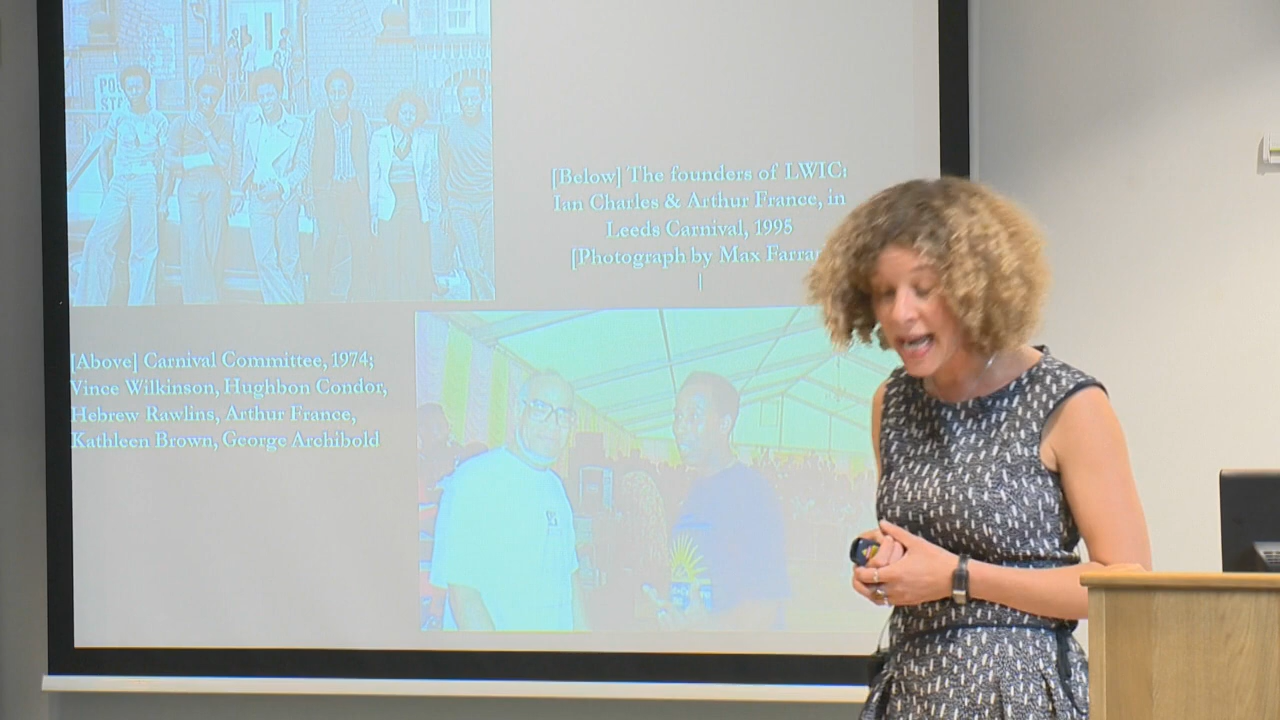 [Below] The founders of LWIC:
Ian Charles & Arthur France, in
Leeds Carnival, 1995
[Photograph by Max Farrar
[Above] Carnival Committee, 1974;
Vince Wilkinson, Hughbon Condor,
Hebrew Rawlins, Arthur France,
Kathleen Brown, George Archibold